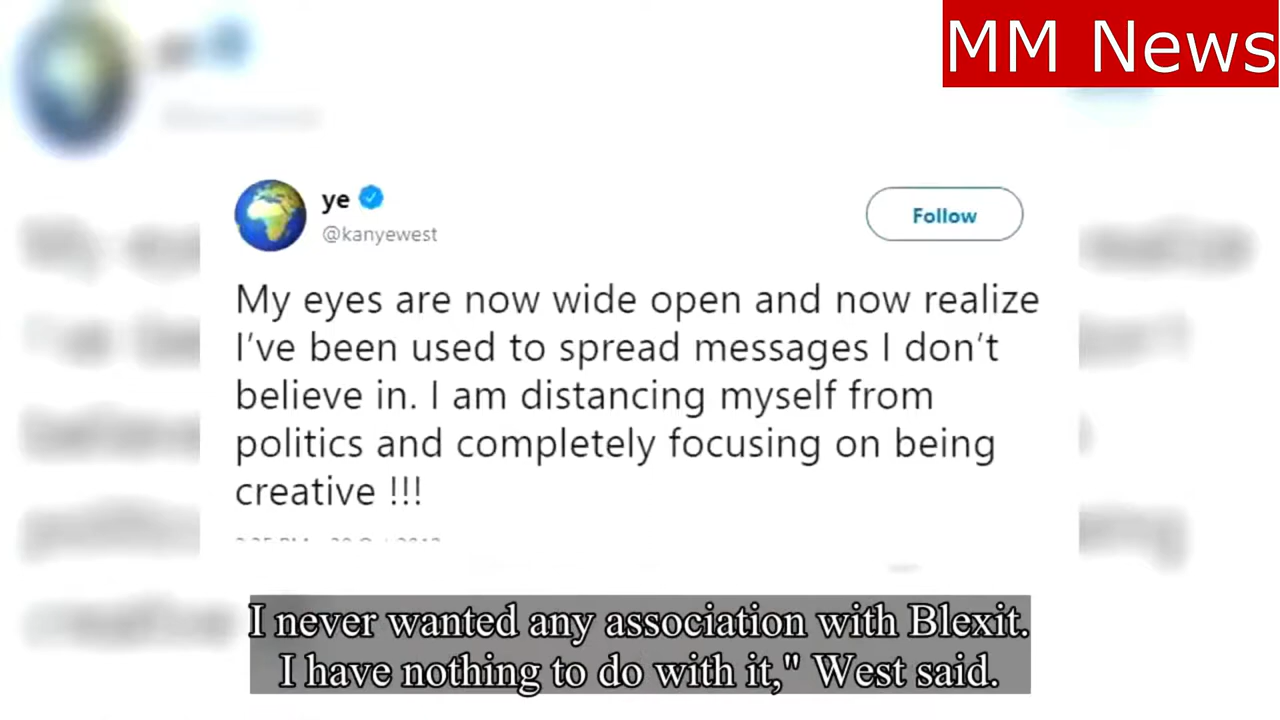 MM News
ye
@kanyewest
Follow
My eyes are now wide open and now realize
I've been used to spread messages I don't
believe in. I am distancing myself from
politics and completely focusing on being
creative !!!
I never wanted any association with Blexit.
I have nothing to do with it," West said.